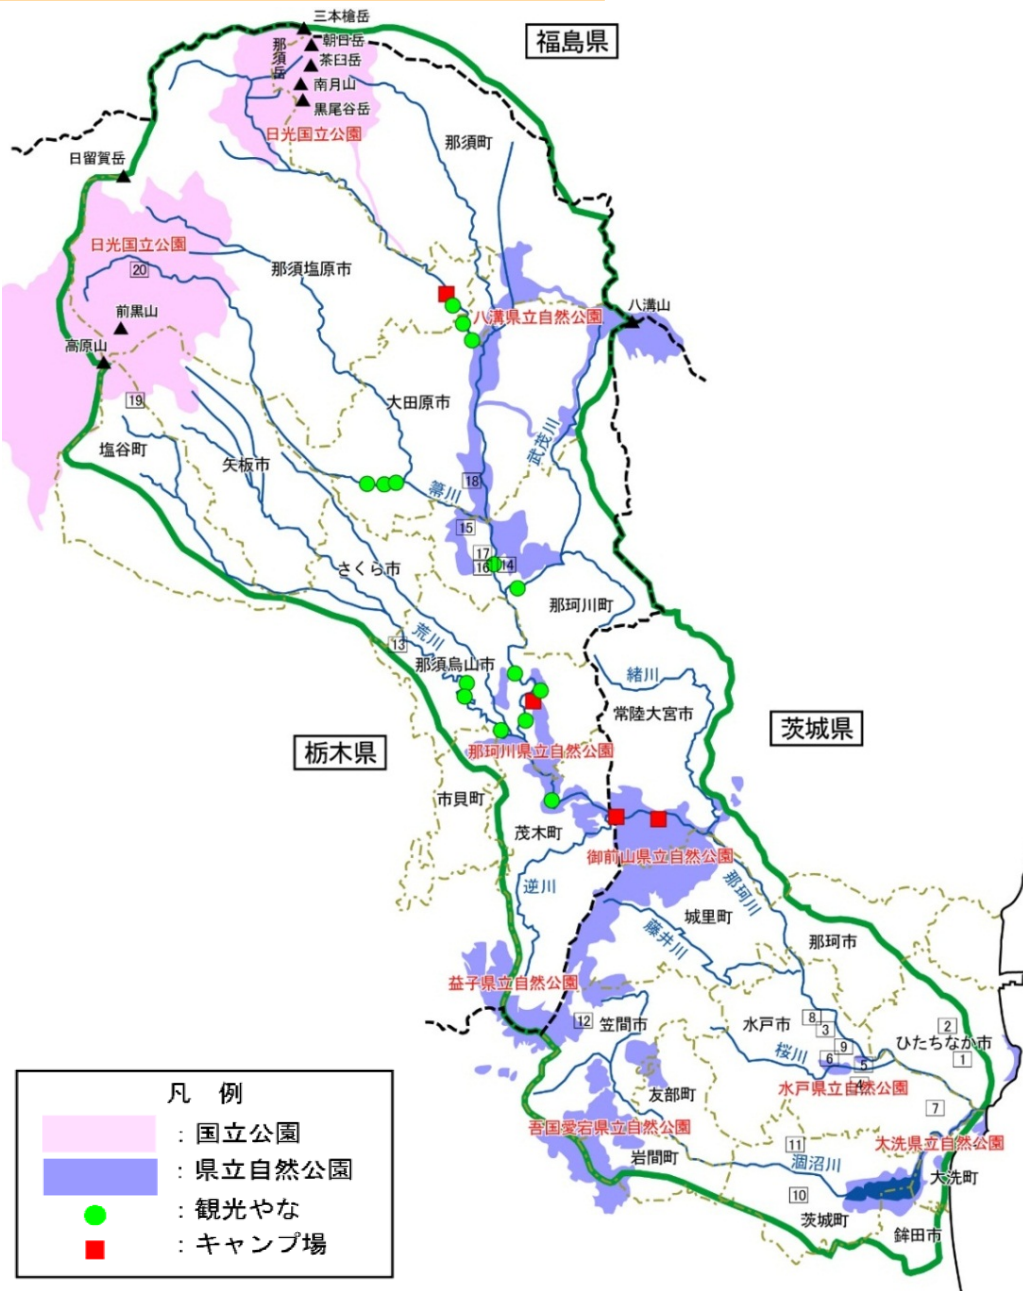 三本槍岳
福島県
朝日岳
那須岳
茶臼岳
南月山
黒尾谷岳
日光国立公園
那須町
日留賀岳
日光国立公園
20
那須塩原市
前黒山
八溝県立自然公園
八溝山
高原山
19
大田原市
塩谷町
矢板市
武茂川
箒川
18
15
17
16
14
さくら市
那珂川町
13
荒川
那須烏山市
緒川
常陸大宮市
茨城県
栃木県
那珂川県立自然公園
市貝町
茂木町
御前山県立自然公園
逆川
那珂川
城里町
藤井川
那珂市
益子県立自然公園
12
笠間市
水戸市
8
3
9
6
5
4
2
1
ひたちなか市
桜川
水戸県立自然公園
友部町
7
吾国愛宕県立自然公園
11
大洗県立自然公園
岩間町
涸沼川
大洗町
10
茨城町
鉾田市
凡 例
：国立公園
：県立自然公園
：観光やな
：キャンプ場